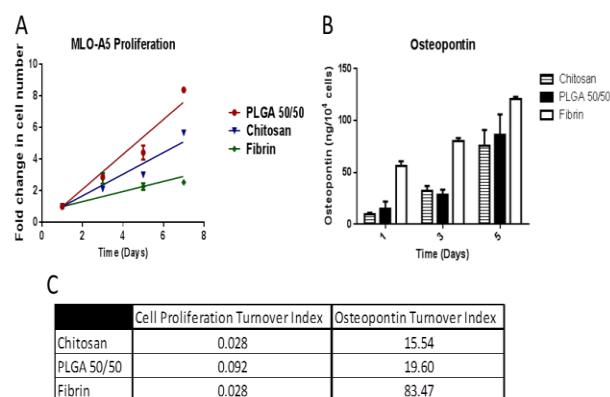 A
MLO-A5 Proliferation
Fold change in cell number
10
8
6
4
2
0
0 2 4 6 8
Time (Days)
PLGA 50/50
Chitosan
Fibrin
B
Osteopontin
Osteopontin (ng/10⁴ cells)
150
100
50
0
1 3 5
Time (Days)
Chitosan
PLGA 50/50
Fibrin
C
Cell Proliferation Turnover Index Osteopontin Turnover Index
Chitosan 0.028 15.54
PLGA 50/50 0.092 19.60
Fibrin 0.028 83.47